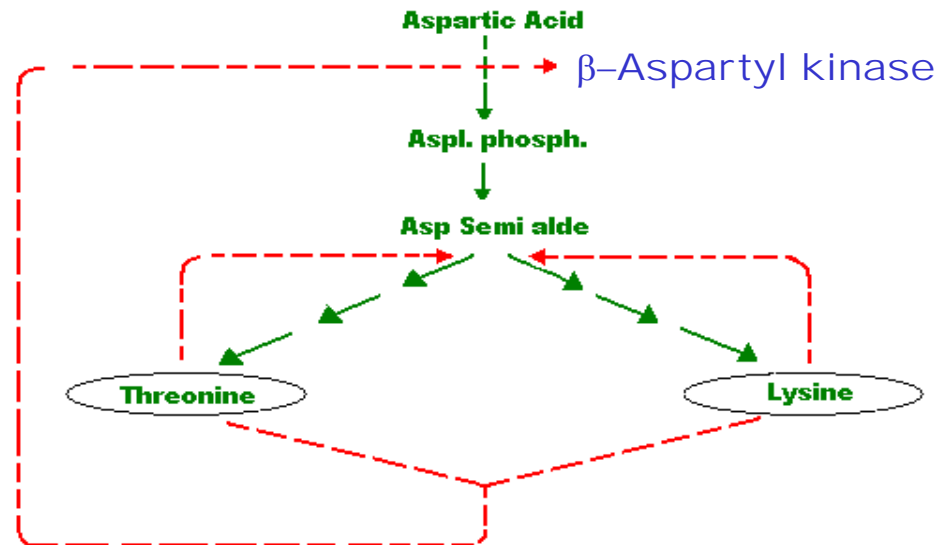 Aspartic Acid
β–Aspartyl kinase
Aspl. phosph.
Asp Semi alde
Threonine
Lysine